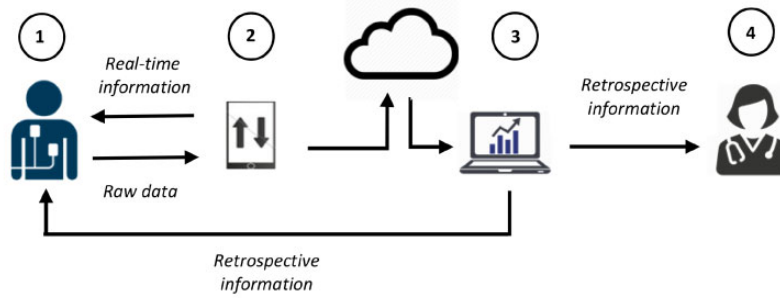 1
2
3
4
Real-time
information
Raw data
Retrospective
information
Retrospective
information